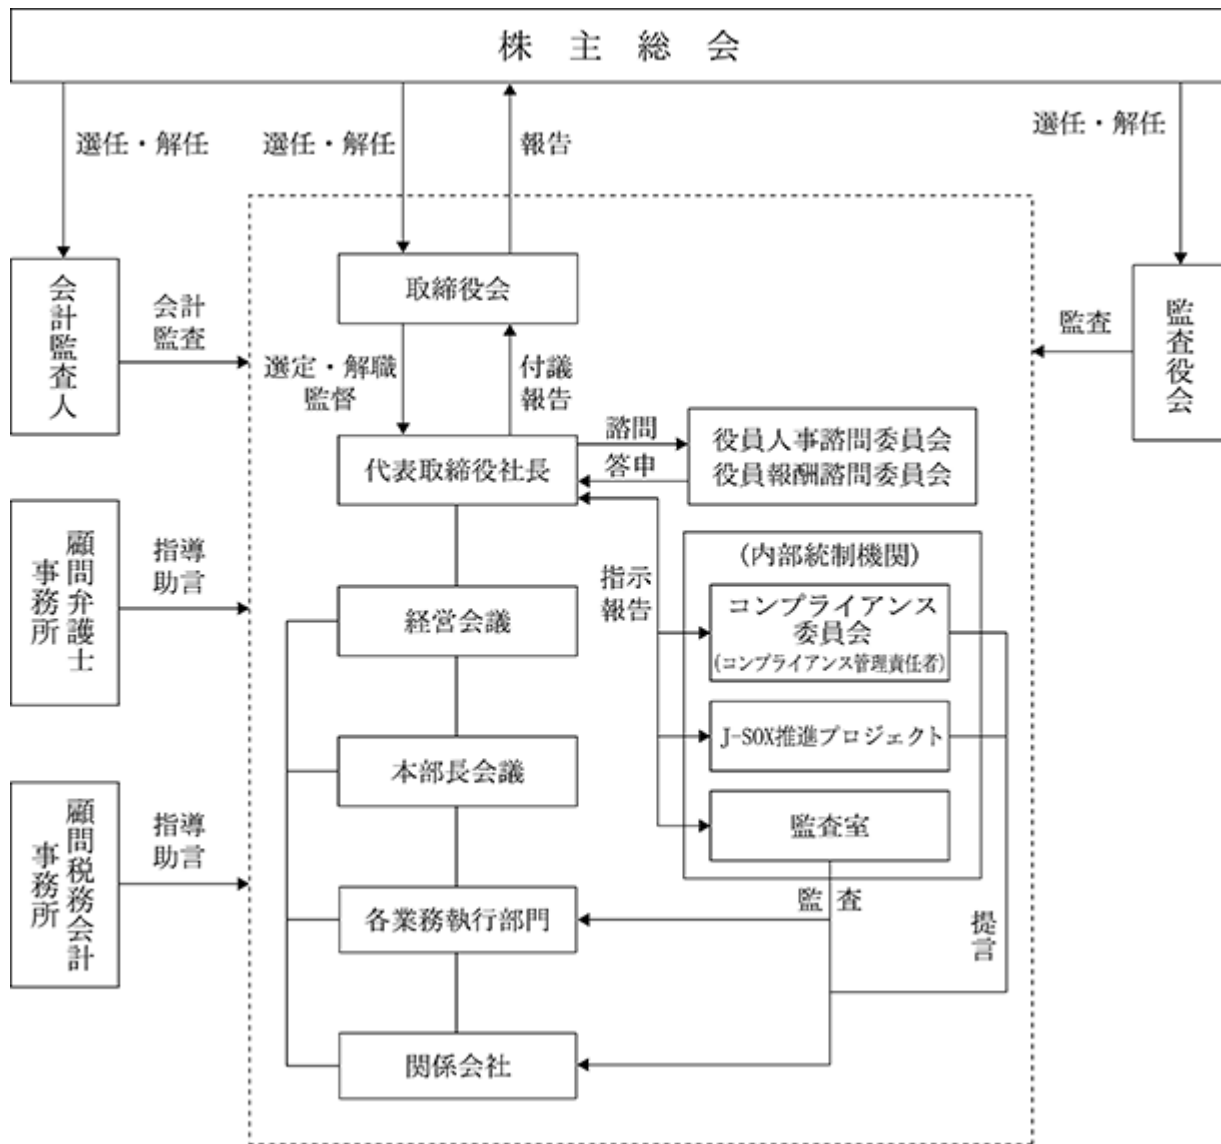 株主総会
選任・解任
選任・解任
報告
選任・解任
会計監査人
会計
監査
取締役会
監査
監査役会
選定・解職
監督
付議
報告
代表取締役社長
諮問
答申
役員人事諮問委員会
役員報酬諮問委員会
顧問弁護士
事務所
指導
助言
経営会議
指示
報告
(内部統制機関)
コンプライアンス
委員会
(コンプライアンス管理責任者)
J-SOX推進プロジェクト
本部長会議
監査室
顧問税務会計
事務所
指導
助言
監査
各業務執行部門
提言
関係会社